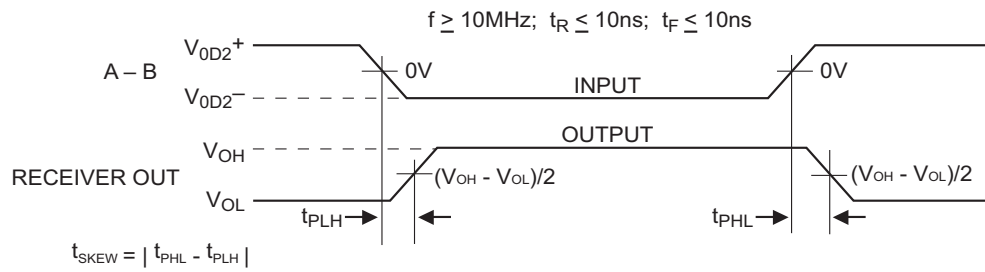 f ≥ 10MHz; tR ≤ 10ns; tF ≤ 10ns
V0D2+
A – B
0V
0V
INPUT
V0D2–
OUTPUT
VOH
RECEIVER OUT
(VOH - VOL)/2
(VOH - VOL)/2
VOL
tPLH
tPHL
tSKEW = | tPHL - tPLH |